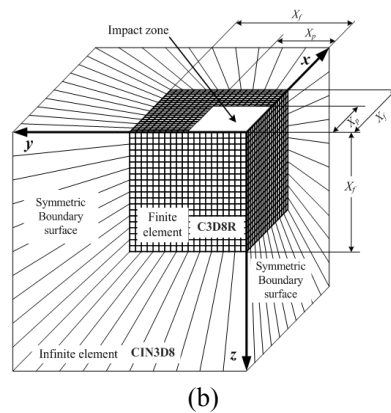 X_f
X_p
Impact zone
x
X_p
X_f
y
X_f
Symmetric
Boundary
surface
Finite
element
C3D8R
Symmetric
Boundary
surface
Infinite element CIN3D8
z
(b)